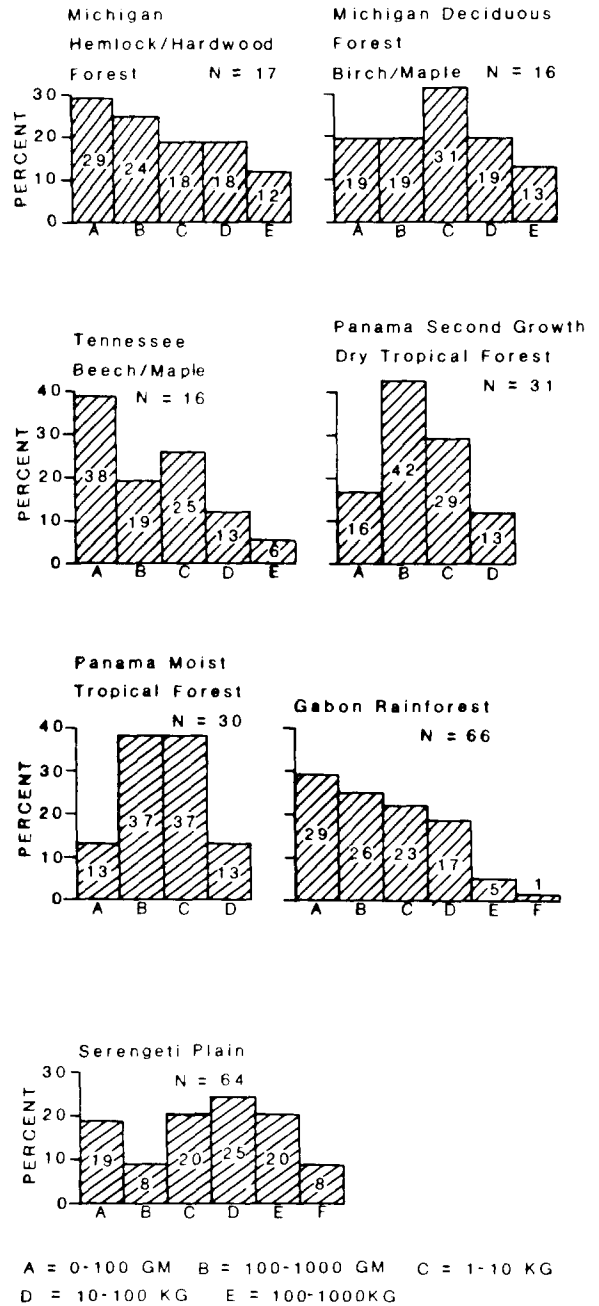 Michigan
Hemlock/Hardwood
Forest N = 17
PERCENT
30
20
10
0
29
24
18
18
12
A B C D E
Michigan Deciduous
Forest
Birch/Maple N = 16
19
19
31
19
13
A B C D E
Tennessee
Beech/Maple
N = 16
PERCENT
40
30
20
10
0
38
19
25
13
6
A B C D E
Panama Second Growth
Dry Tropical Forest
N = 31
16
42
29
13
A B C D
Panama Moist
Tropical Forest
N = 30
PERCENT
40
30
20
10
0
13
37
37
13
A B C D
Gabon Rainforest
N = 66
29
26
23
17
5
1
A B C D E F
Serengeti Plain
N = 64
PERCENT
30
20
10
0
19
8
20
25
20
8
A B C D E F
A = 0-100 GM B = 100-1000 GM C = 1-10 KG
D = 10-100 KG E = 100-1000KG